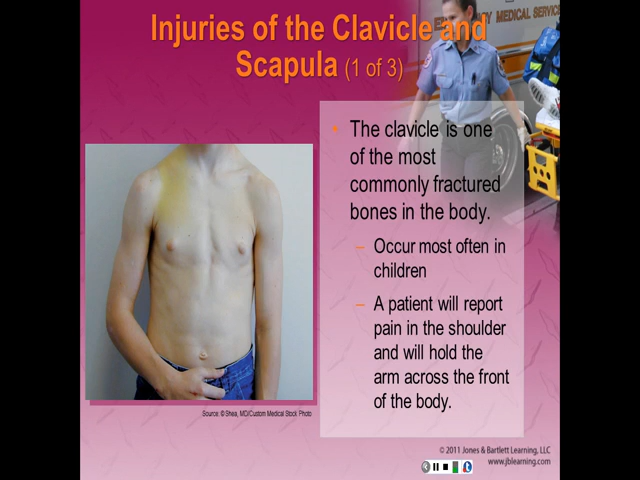 Injuries of the Clavicle and
Scapula (1 of 3)
MEDICAL SERVICES
• The clavicle is one
of the most
commonly fractured
bones in the body.
– Occur most often in
children
– A patient will report
pain in the shoulder
and will hold the
arm across the front
of the body.
Source: © Shea, MD/Custom Medical Stock Photo
© 2011 Jones & Bartlett Learning, LLC
www.jblearning.com